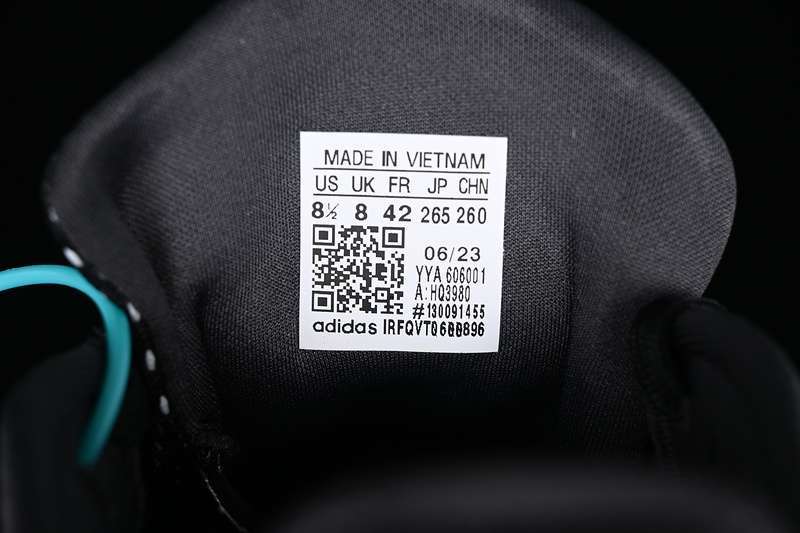 MADE IN VIETNAM
US UK FR JP CHN
8½ 8 42 265 260
06/23
YYA 606001
A:HQ3980
#130091455
adidas